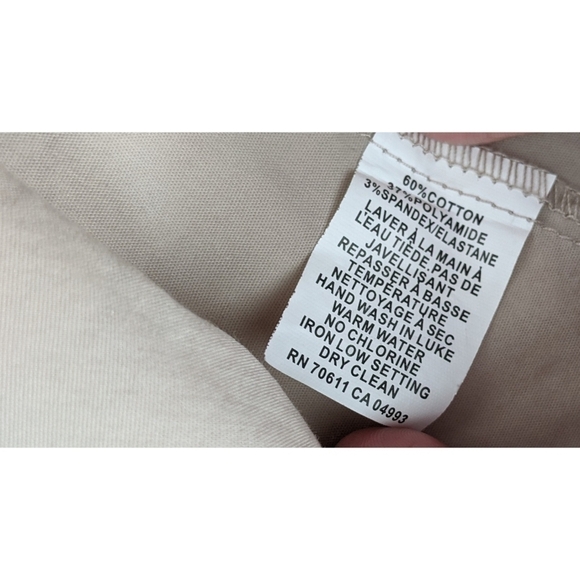 60%COTTON
37%POLYAMIDE
3%SPANDEX/ELASTANE
LAVER À LA MAIN À
L'EAU TIÈDE PAS DE
JAVELLISANT
REPASSER À BASSE
TEMPÉRATURE
NETTOYAGE À SEC
HAND WASH IN LUKE
WARM WATER
NO CHLORINE
IRON LOW SETTING
DRY CLEAN
RN 70611 CA 04993